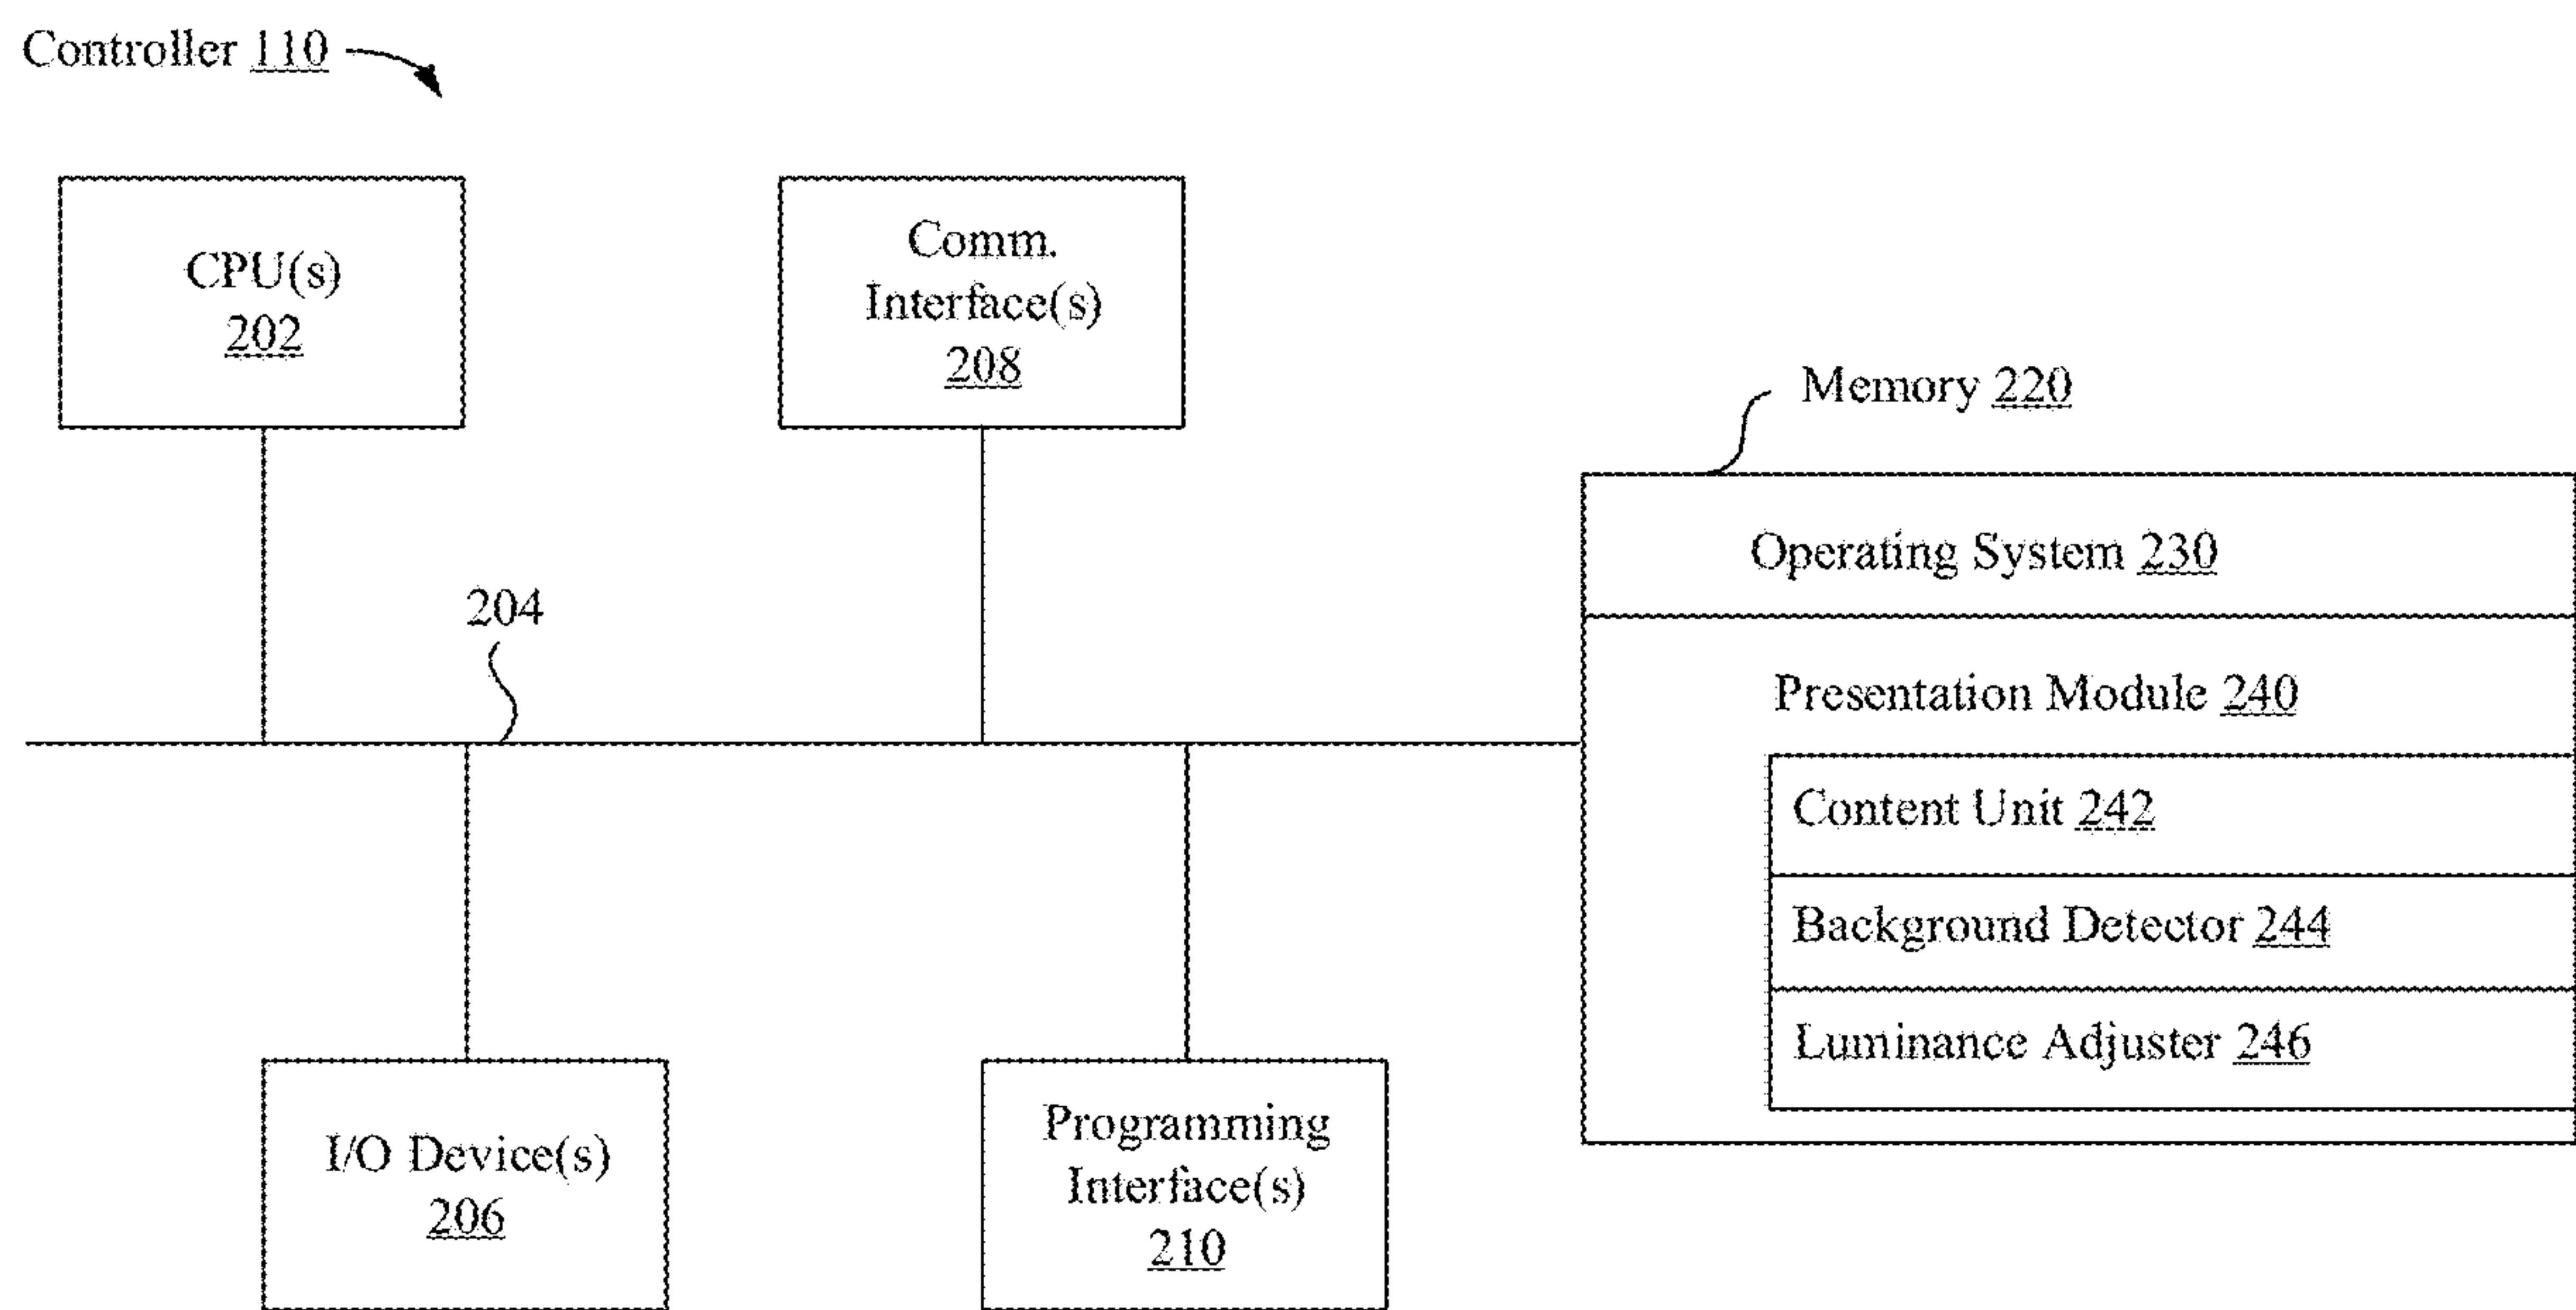 Controller 110
CPU(s)
202
Comm.
Interface(s)
208
Memory 220
Operating System 230
204
Presentation Module 240
Content Unit 242
Background Detector 244
Luminance Adjuster 246
I/O Device(s)
206
Programming
Interface(s)
210